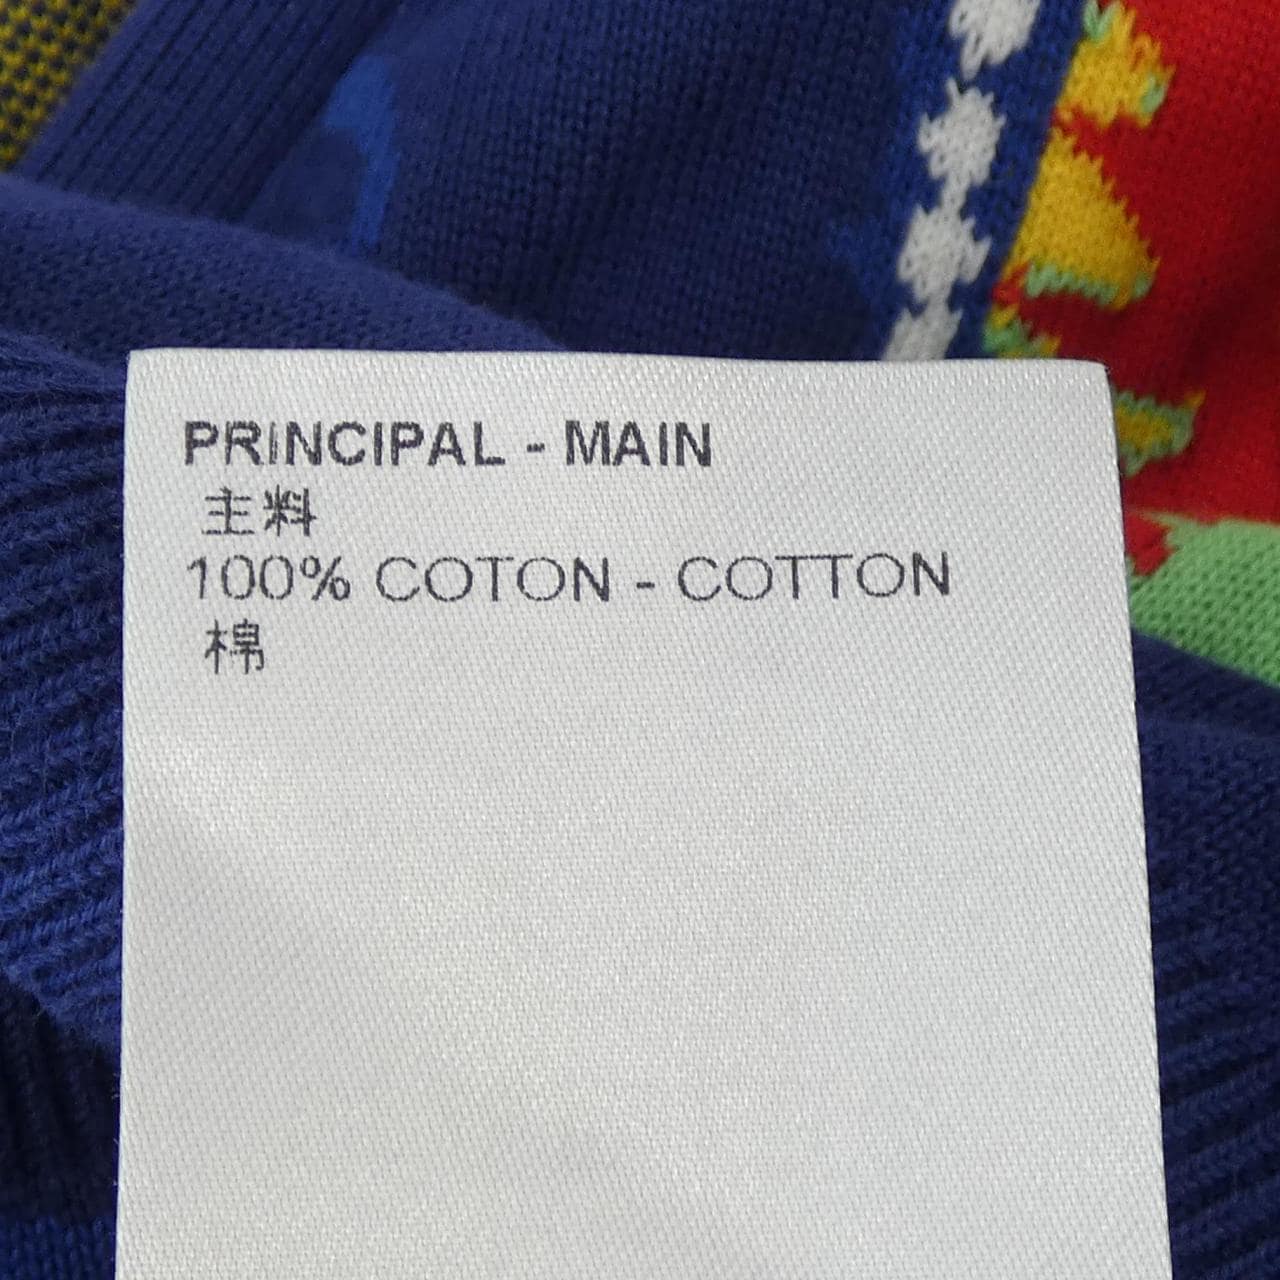 PRINCIPAL - MAIN
主料
100% COTON - COTTON
棉